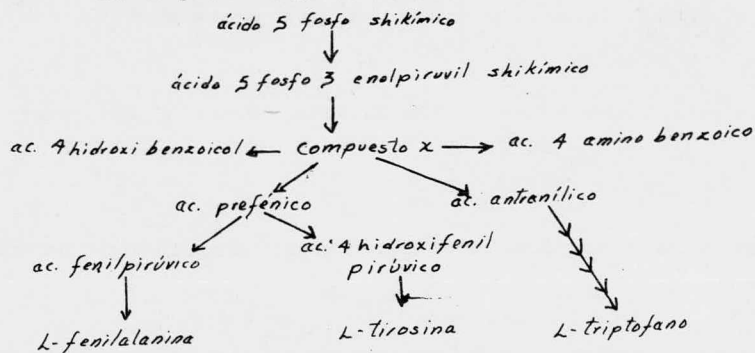 ácido 5 fosfo shikímico
ácido 5 fosfo 3 enolpiruvil shikímico
ac. 4 hidroxi benzoicol
compuesto x
ac. 4 amino benzoico
ac. prefénico
ac. antranílico
ac. fenilpirúvico
ac. 4 hidroxifenil
pirúvico
L-fenilalanina
L-tirosina
L-triptofano